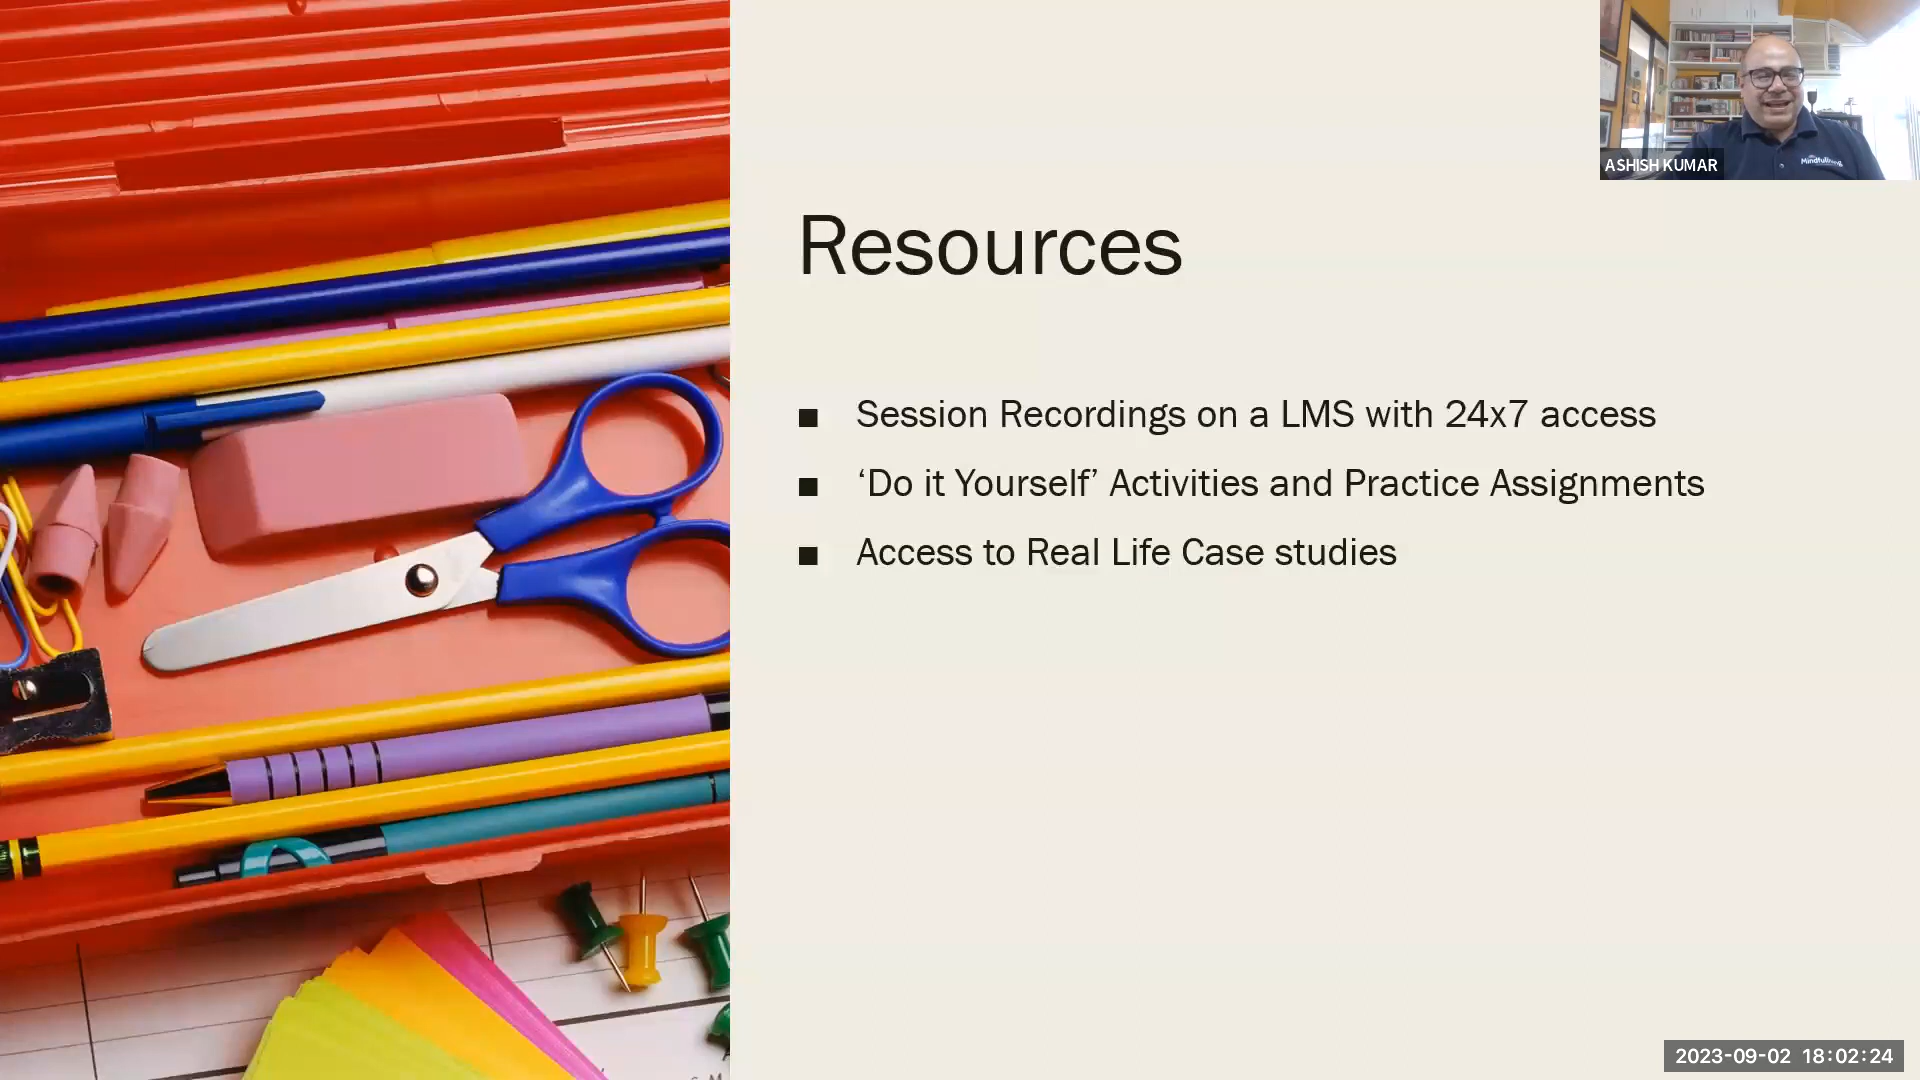 ASHISH KUMAR
Resources
■ Session Recordings on a LMS with 24x7 access
■ ‘Do it Yourself’ Activities and Practice Assignments
■ Access to Real Life Case studies
2023-09-02 18:02:24